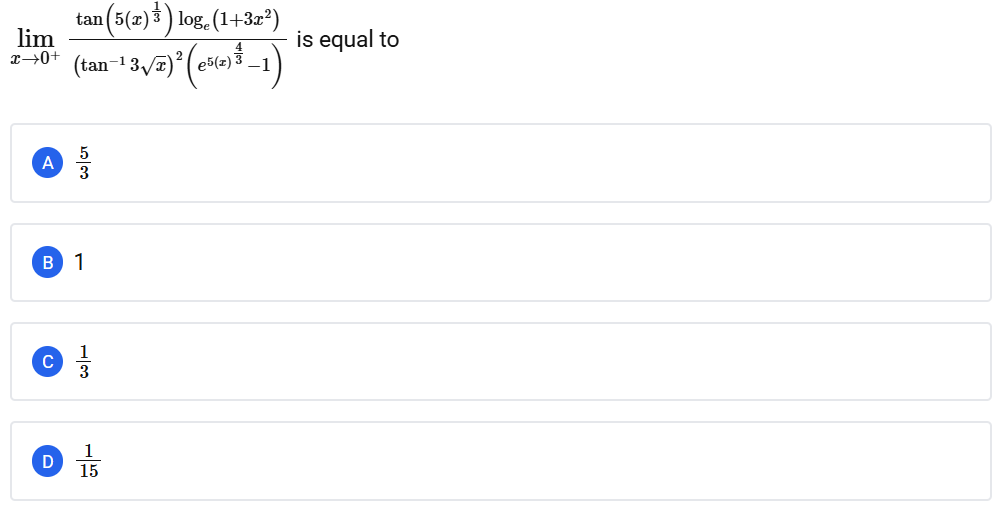 $\lim\limits_{x \to 0^+} \frac{\tan\left(5(x)^{\frac{1}{3}}\right) \log_e\left(1+3x^2\right)}{\left(\tan^{-1} 3\sqrt{x}\right)^2 \left(e^{5(x)^{\frac{4}{3}}}-1\right)}$ is equal to
A $\frac{5}{3}$
B 1
C $\frac{1}{3}$
D $\frac{1}{15}$